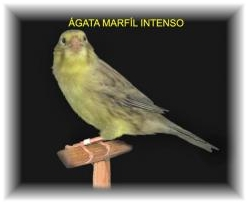 ÁGATA MARFÍL INTENSO